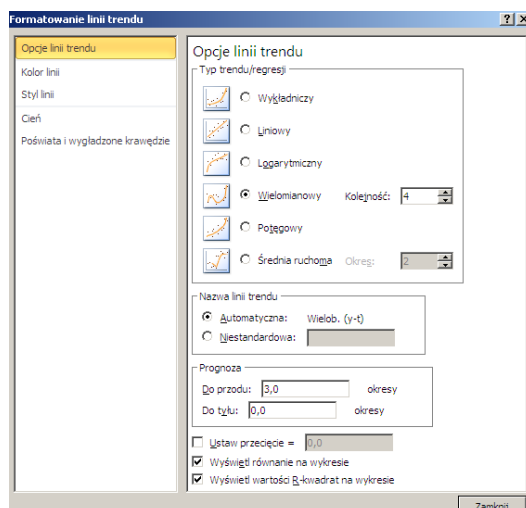 Formatowanie linii trendu
Opcje linii trendu
Kolor linii
Styl linii
Cień
Poświata i wygładzone krawędzie
Opcje linii trendu
Typ trendu/regresji
Wykładniczy
Liniowy
Logarytmiczny
Wielomianowy Kolejność: 4
Potęgowy
Średnia ruchoma Okres: 2
Nazwa linii trendu
Automatyczna: Wielob. (y-t)
Niestandardowa:
Prognoza
Do przodu: 3,0 okresy
Do tyłu: 0,0 okresy
Ustaw przecięcie = 0,0
Wyświetl równanie na wykresie
Wyświetl wartości R-kwadrat na wykresie
Zamknij